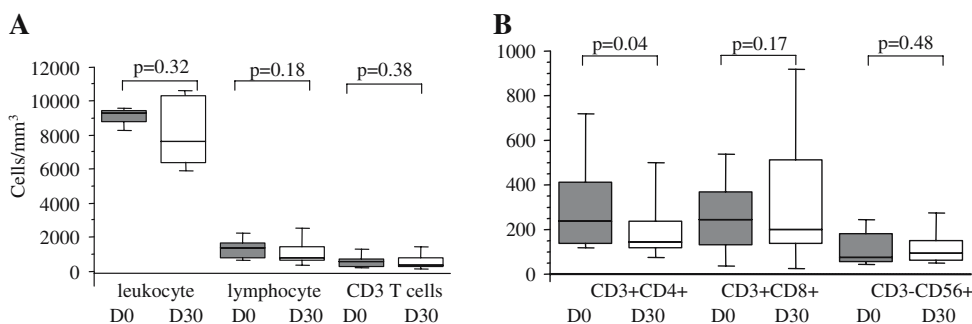 A
p=0.32
p=0.18
p=0.38
Cells/mm³
12000
10000
8000
6000
4000
2000
0
leukocyte lymphocyte CD3 T cells
D0 D30 D0 D30 D0 D30
B
p=0.04 p=0.17 p=0.48
1000
800
600
400
200
0
CD3+CD4+ CD3+CD8+ CD3-CD56+
D0 D30 D0 D30 D0 D30